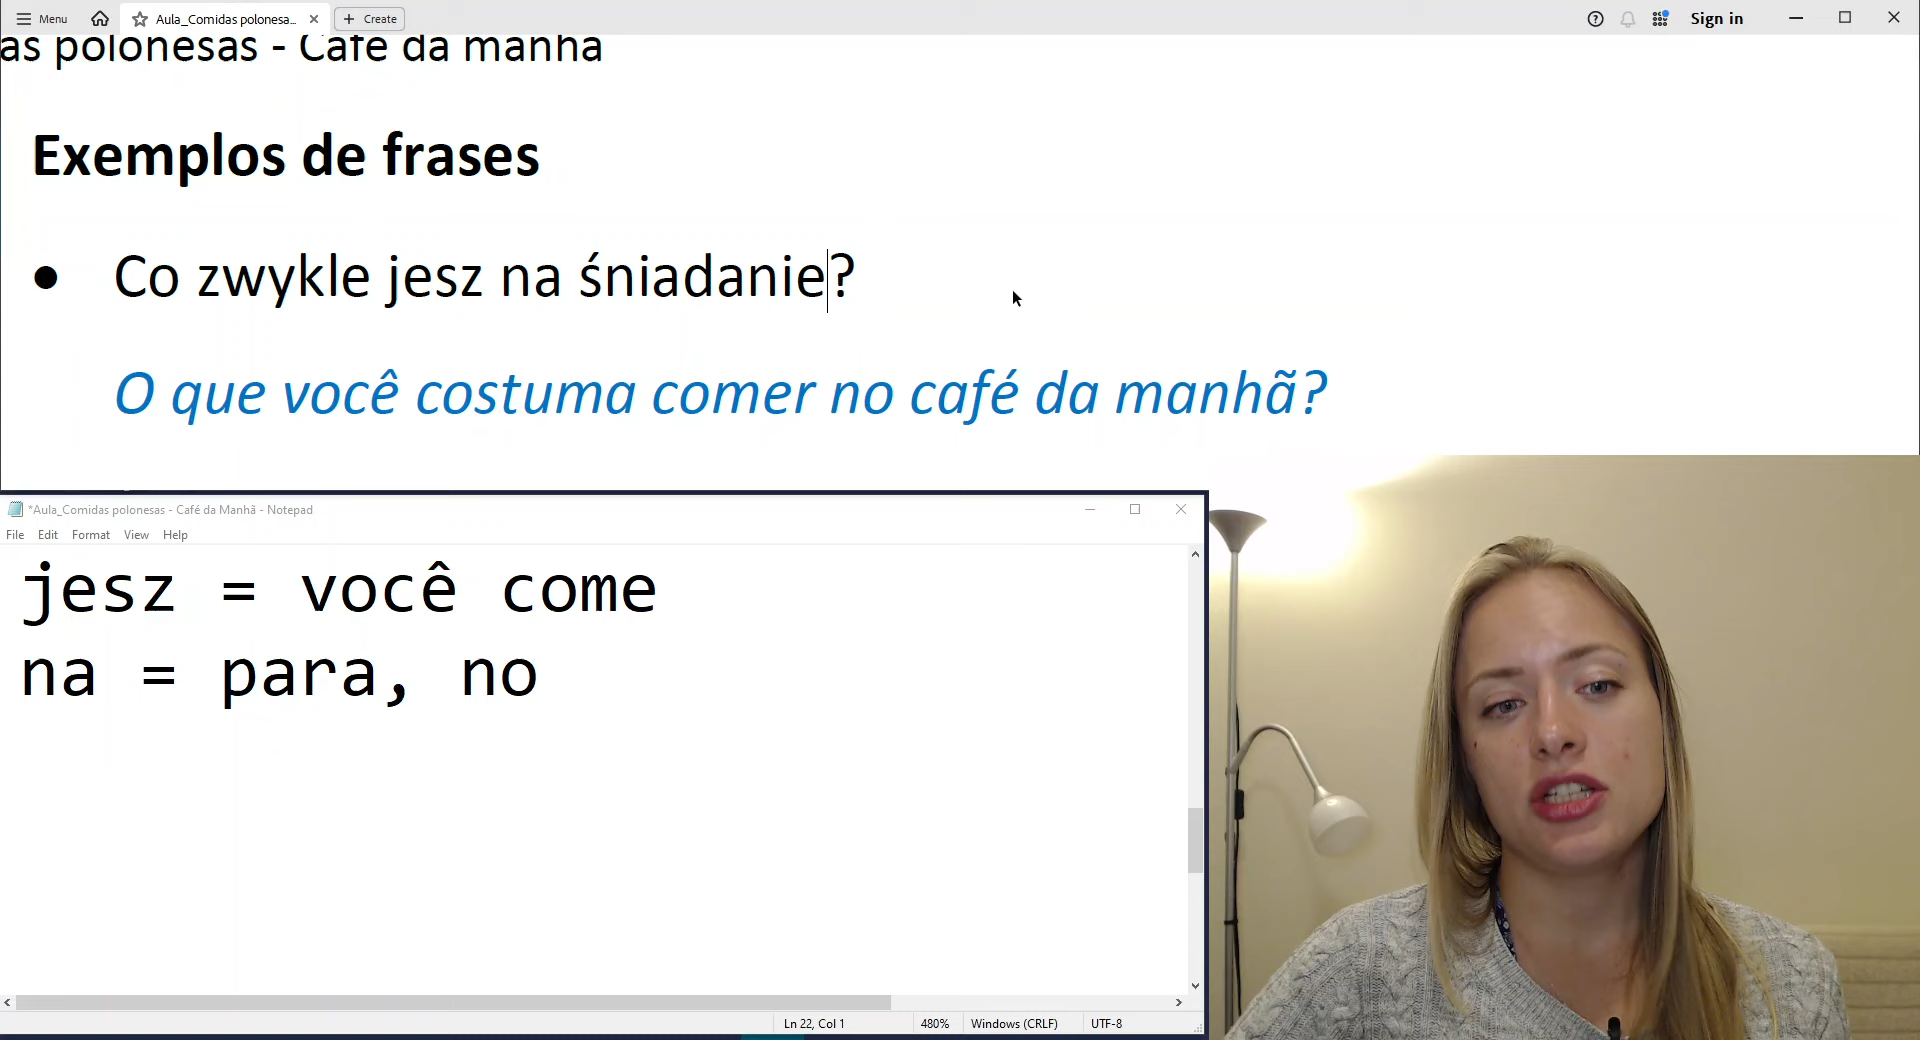 Menu
Aula_Comidas polonesa...
Create
Sign in
as polonesas - Café da manhã
Exemplos de frases
• Co zwykle jesz na śniadanie?
O que você costuma comer no café da manhã?
*Aula_Comidas polonesas - Café da Manhã - Notepad
File Edit Format View Help
jesz = você come
na = para, no
Ln 22, Col 1 480% Windows (CRLF) UTF-8